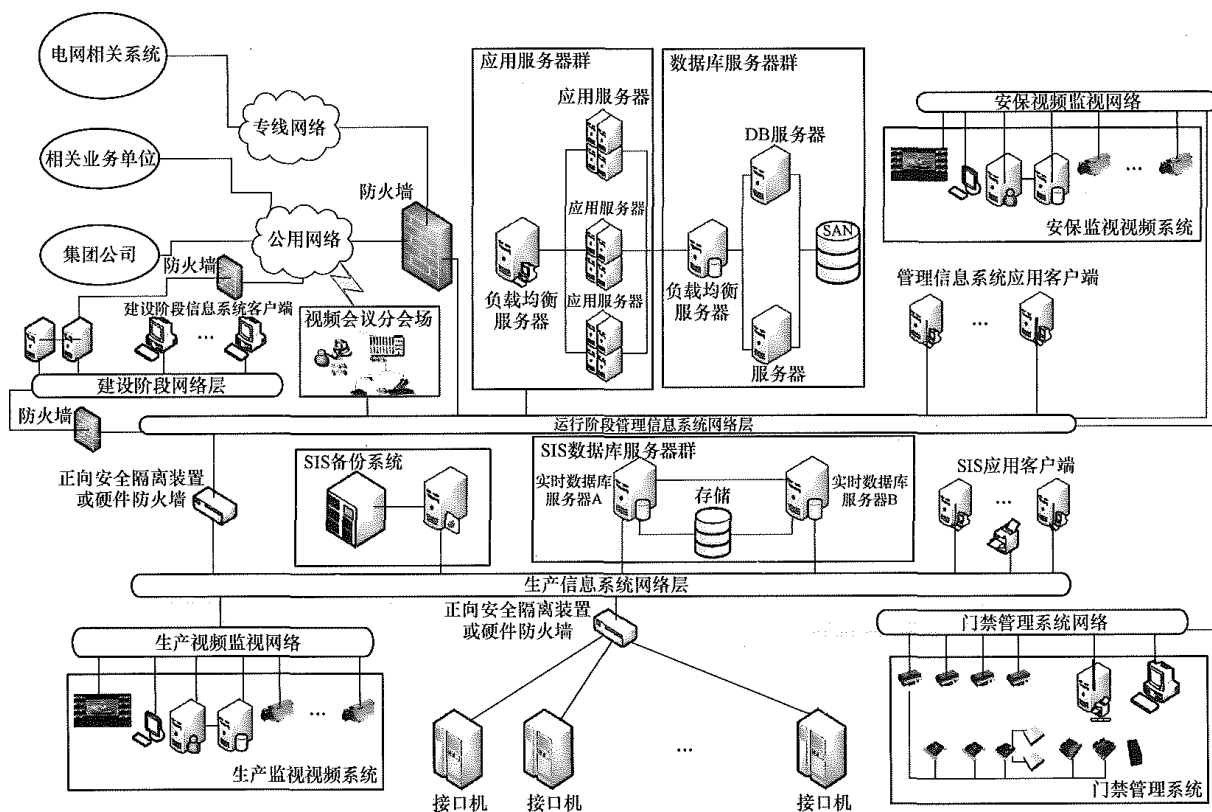 电网相关系统
专线网络
相关业务单位
防火墙
公用网络
集团公司
防火墙
建设阶段信息系统客户端
...
视频会议分会场
建设阶段网络层
防火墙
应用服务器群
应用服务器
应用服务器
应用服务器
负载均衡
服务器
数据库服务器群
DB服务器
SAN
负载均衡
服务器
服务器
安保视频监视网络
...
安保监视视频系统
管理信息系统应用客户端
...
运行阶段管理信息系统网络层
正向安全隔离装置
或硬件防火墙
SIS备份系统
SIS数据库服务器群
实时数据库
服务器A
存储
实时数据库
服务器B
SIS应用客户端
...
生产信息系统网络层
正向安全隔离装置
或硬件防火墙
生产视频监视网络
...
生产监视视频系统
接口机
接口机
...
接口机
门禁管理系统网络
门禁管理系统